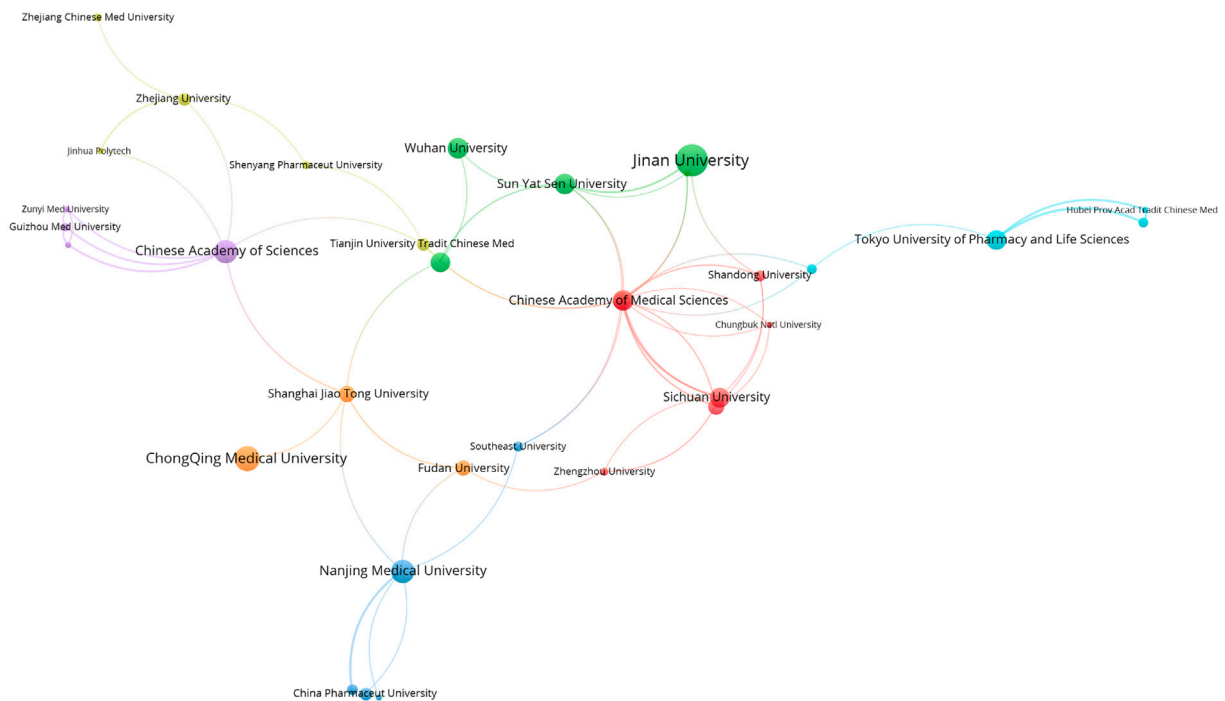 Zhejiang Chinese Med University
Zhejiang University
Jinhua Polytech
Wuhan University
Jinan University
Shenyang Pharmaceut University
Sun Yat Sen University
Zunyi Med University
Hubei Prov Acad Tradit Chinese Med
Guizhou Med University
Tokyo University of Pharmacy and Life Sciences
Tianjin University Tradit Chinese Med
Chinese Academy of Sciences
Shandong University
Chinese Academy of Medical Sciences
Chungbuk Natl University
Shanghai Jiao Tong University
Sichuan University
Southeast University
ChongQing Medical University
Fudan University
Zhengzhou University
Nanjing Medical University
China Pharmaceut University